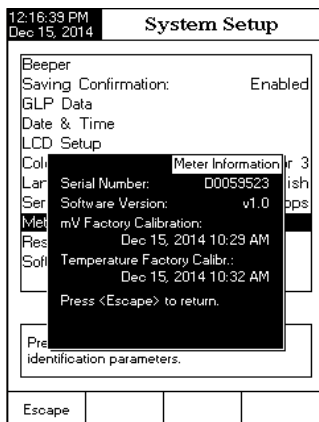 12:16:39 PM
Dec 15, 2014
System Setup
Beeper
Saving Confirmation: Enabled
GLP Data
Date & Time
LCD Setup
Meter Information
Serial Number: D0059523
Software Version: v1.0
mV Factory Calibration:
Dec 15, 2014 10:29 AM
Temperature Factory Calibr.:
Dec 15, 2014 10:32 AM
Press <Escape> to return.
identification parameters.
Escape